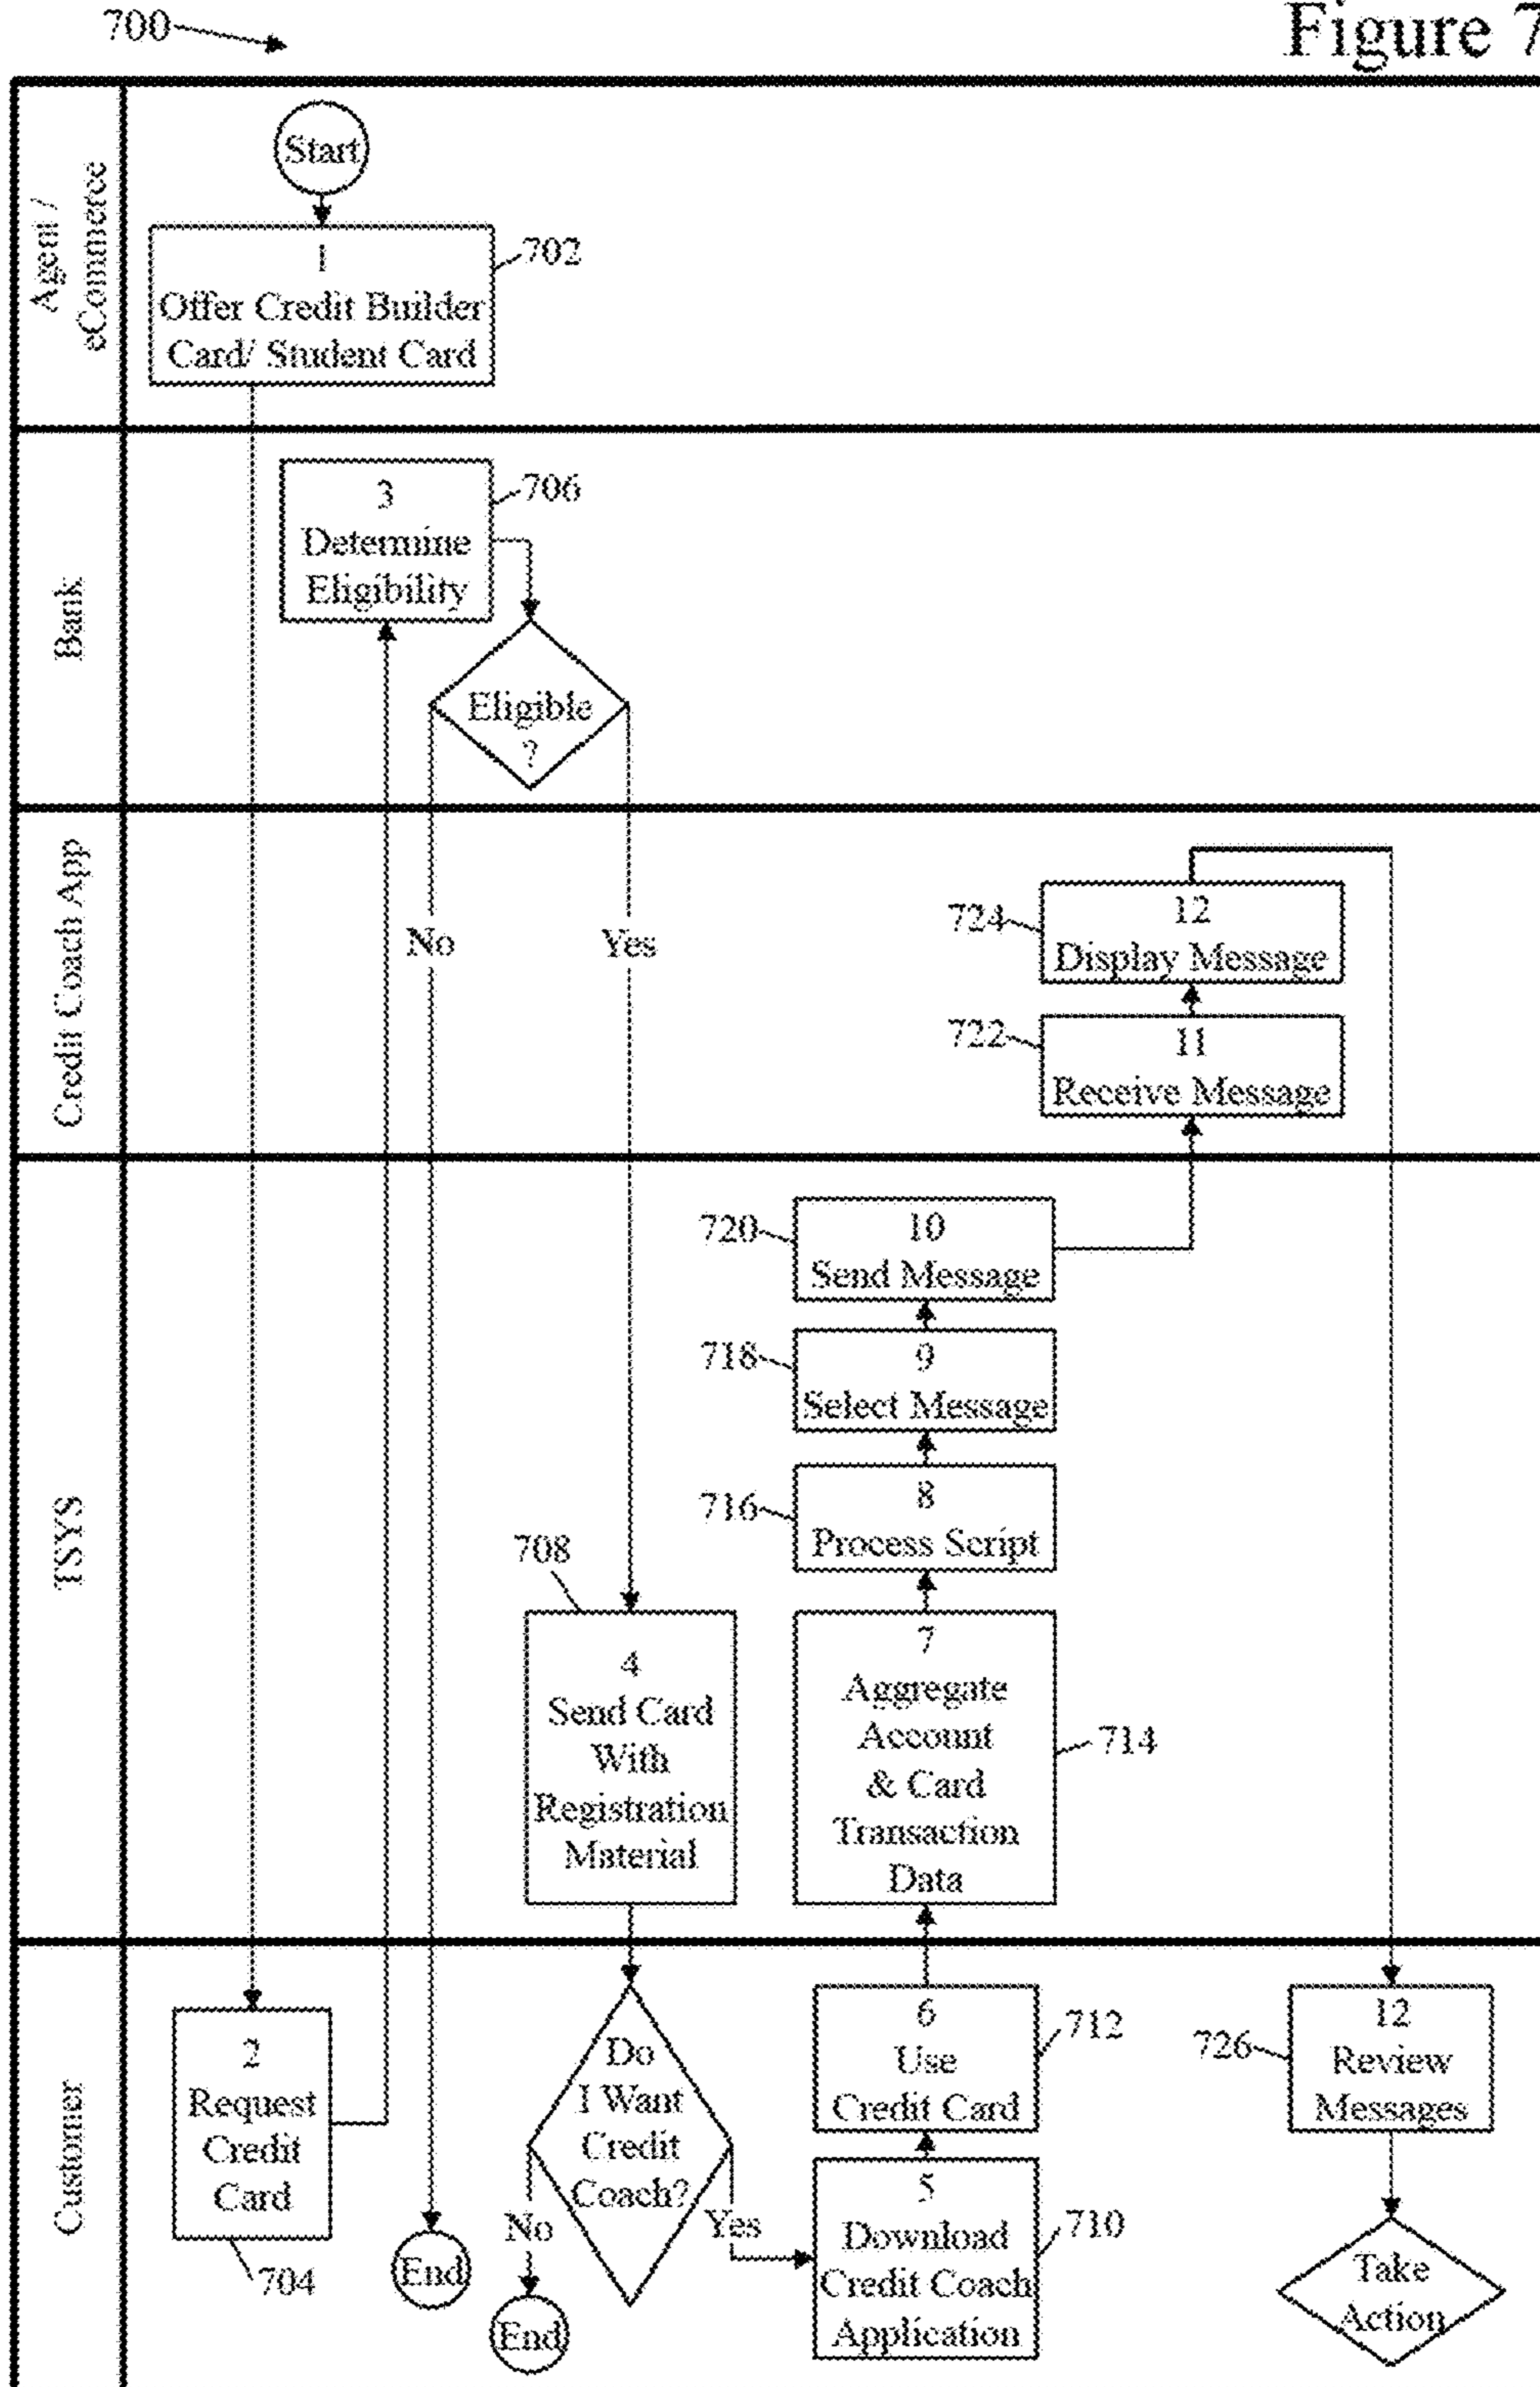 700
Figure 7
Agent /
eCommerce
Start
1
Offer Credit Builder
Card/ Student Card
702
Bank
3
Determine
Eligibility
706
Eligible
?
Credit Coach App
No
Yes
724
12
Display Message
722
11
Receive Message
TSYS
720
10
Send Message
718
9
Select Message
716
8
Process Script
708
4
Send Card
With
Registration
Material
7
Aggregate
Account
& Card
Transaction
Data
714
Customer
2
Request
Credit
Card
704
End
Do
I Want
Credit
Coach?
No
End
Yes
6
Use
Credit Card
712
5
Download
Credit Coach
Application
710
726
12
Review
Messages
Take
Action